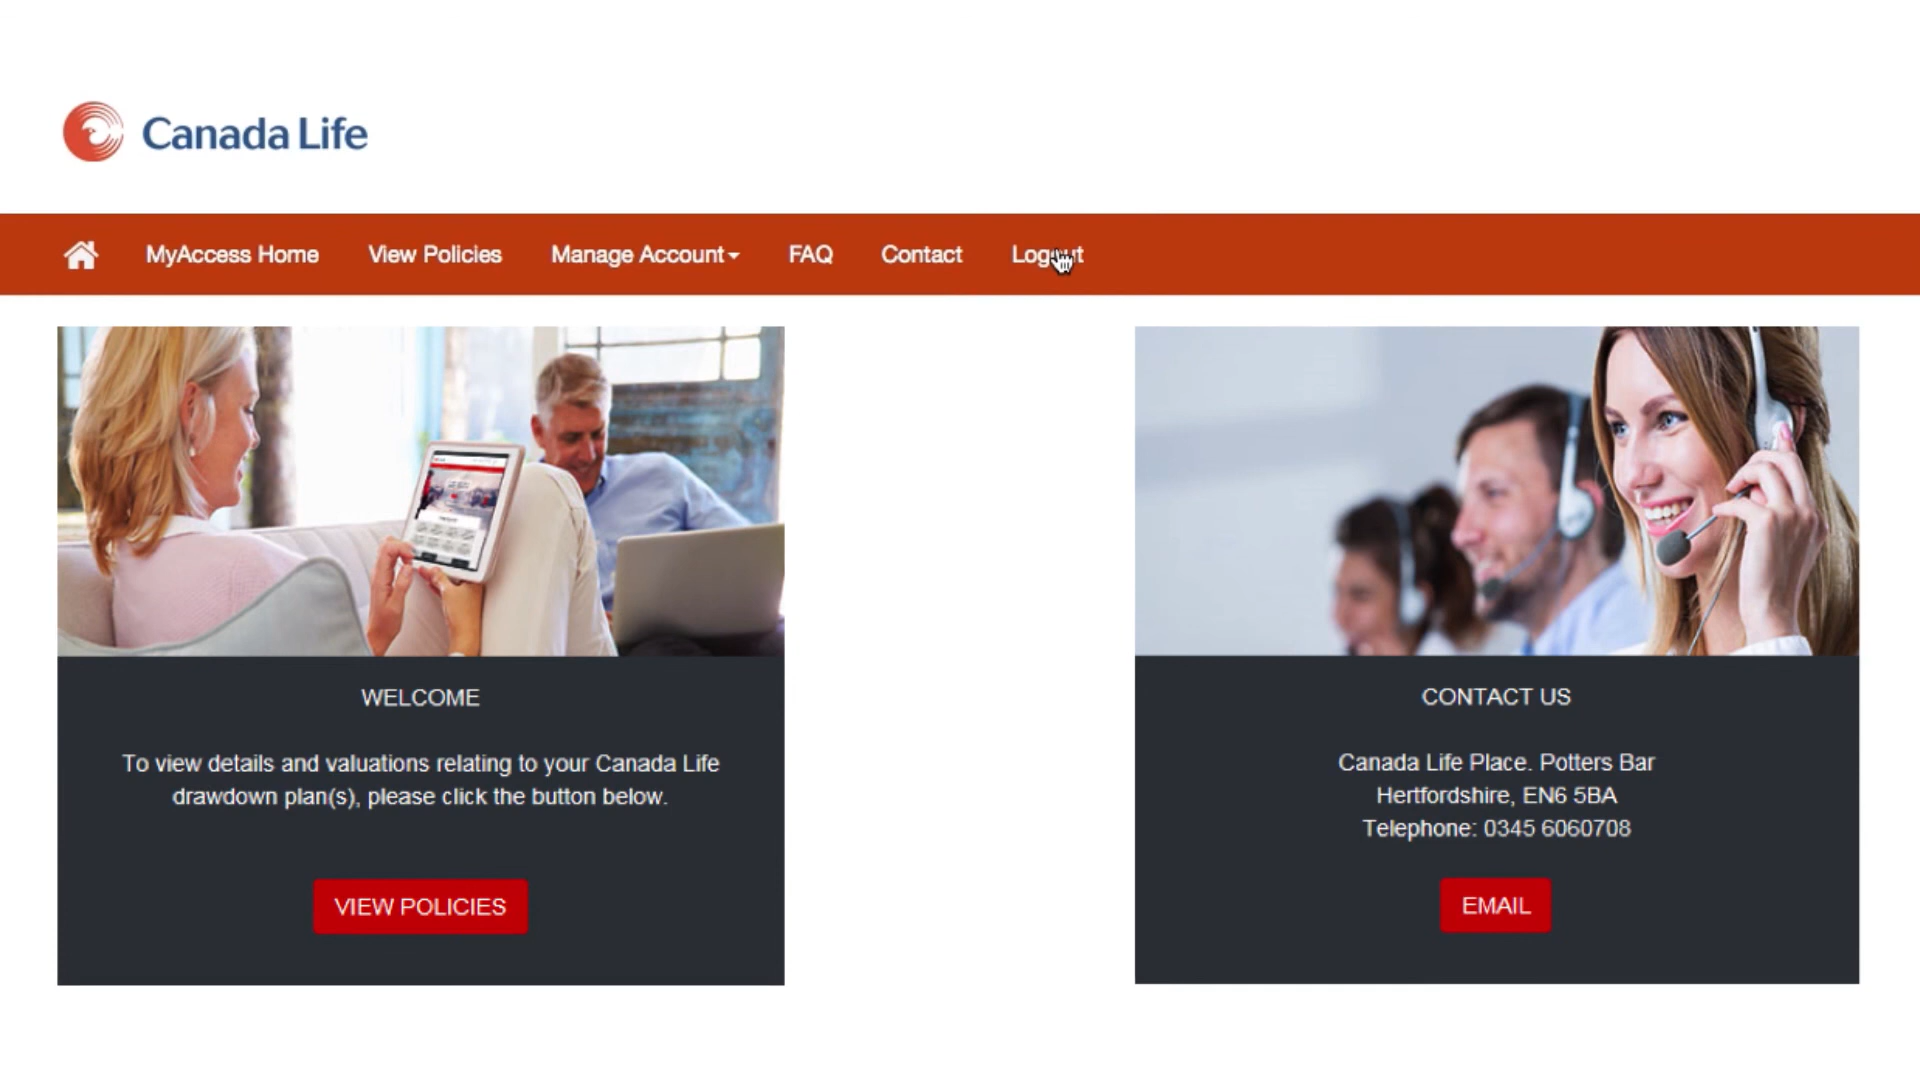 Canada Life
MyAccess Home View Policies Manage Account FAQ Contact Logout
WELCOME
To view details and valuations relating to your Canada Life
drawdown plan(s), please click the button below.
VIEW POLICIES
CONTACT US
Canada Life Place. Potters Bar
Hertfordshire, EN6 5BA
Telephone: 0345 6060708
EMAIL